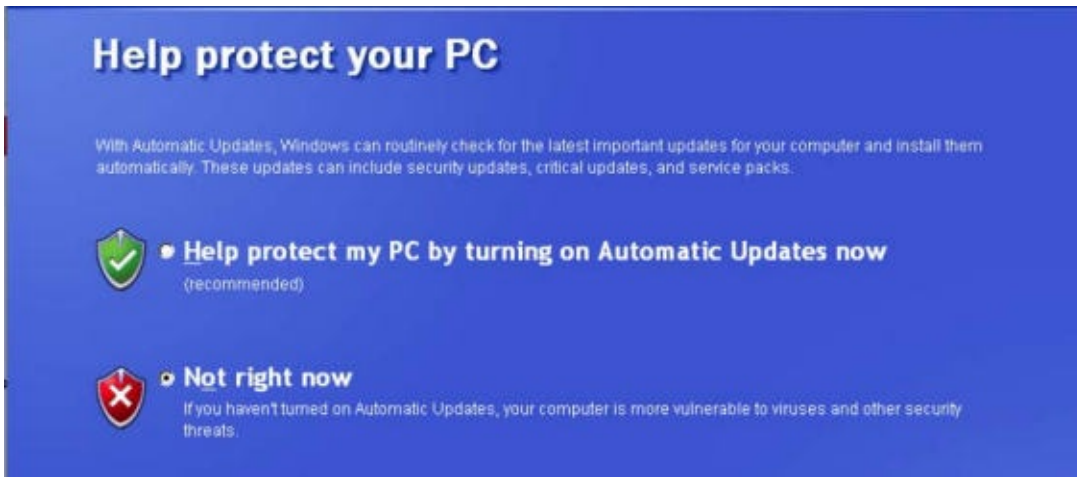 Help protect your PC
With Automatic Updates, Windows can routinely check for the latest important updates for your computer and install them
automatically. These updates can include security updates, critical updates, and service packs.
Help protect my PC by turning on Automatic Updates now
(recommended)
Not right now
If you haven't turned on Automatic Updates, your computer is more vulnerable to viruses and other security
threats.